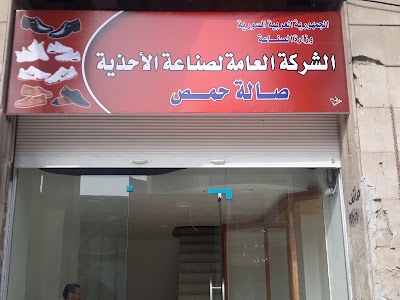 الجمهورية العربية السورية
وزارة الصناعة
الشركة العامة لصناعة الأحذية
صالة حمص